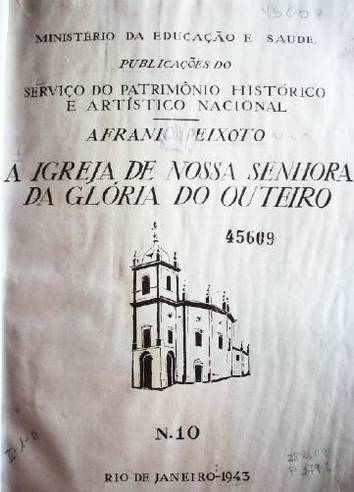 45009
MINISTÉRIO DA EDUCAÇÃO E SAUDE.
PUBLICAÇÕES DO
SERVIÇO DO PATRIMÔNIO HISTÓRICO
E ARTÍSTICO NACIONAL
AFRANIO PEIXOTO
A IGREJA DE NOSSA SENHORA
DA GLÓRIA DO OUTEIRO
45609
N.10
RIO DE JANEIRO-1943